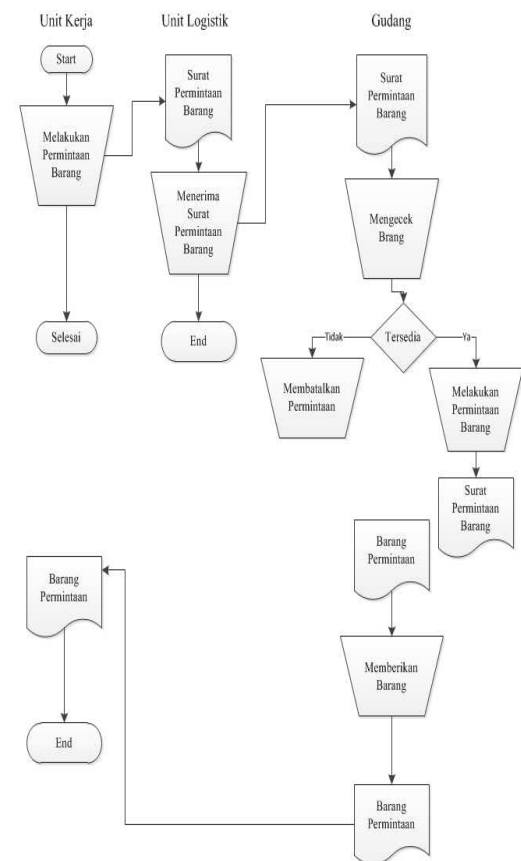 Unit Kerja
Unit Logistik
Gudang
Start
Melakukan
Permintaan
Barang
Selesai
Surat
Permintaan
Barang
Menerima
Surat
Permintaan
Barang
End
Surat
Permintaan
Barang
Mengecek
Brang
Tersedia
Tidak
Ya
Membatalkan
Permintaan
Melakukan
Permintaan
Barang
Surat
Permintaan
Barang
Barang
Permintaan
Memberikan
Barang
Barang
Permintaan
Barang
Permintaan
End